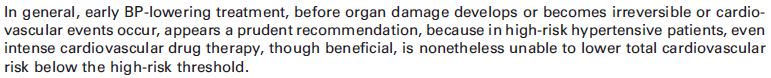 In general, early BP-lowering treatment, before organ damage develops or becomes irreversible or cardio-
vascular events occur, appears a prudent recommendation, because in high-risk hypertensive patients, even
intense cardiovascular drug therapy, though beneficial, is nonetheless unable to lower total cardiovascular
risk below the high-risk threshold.